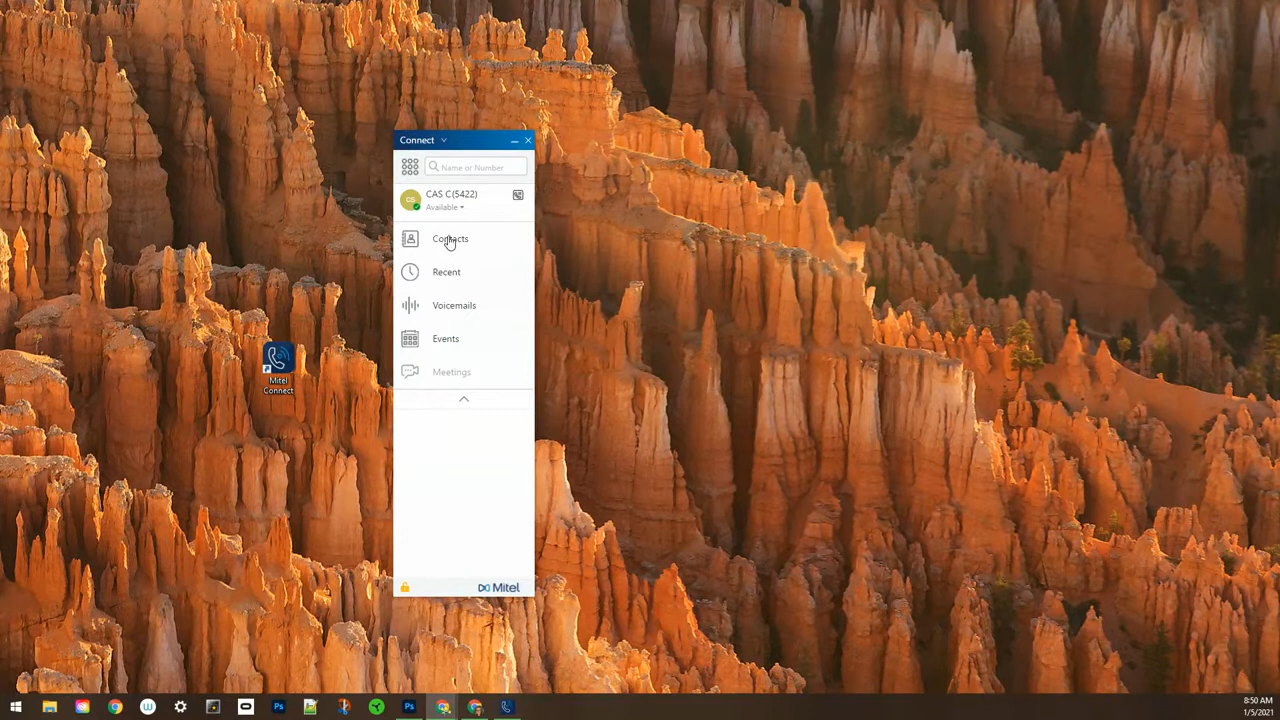 Connect
Name or Number
CS
CAS C(5422)
Available
Contacts
Recent
Voicemails
Events
Meetings
Mitel
Connect
Mitel
8:50 AM
1/5/2021